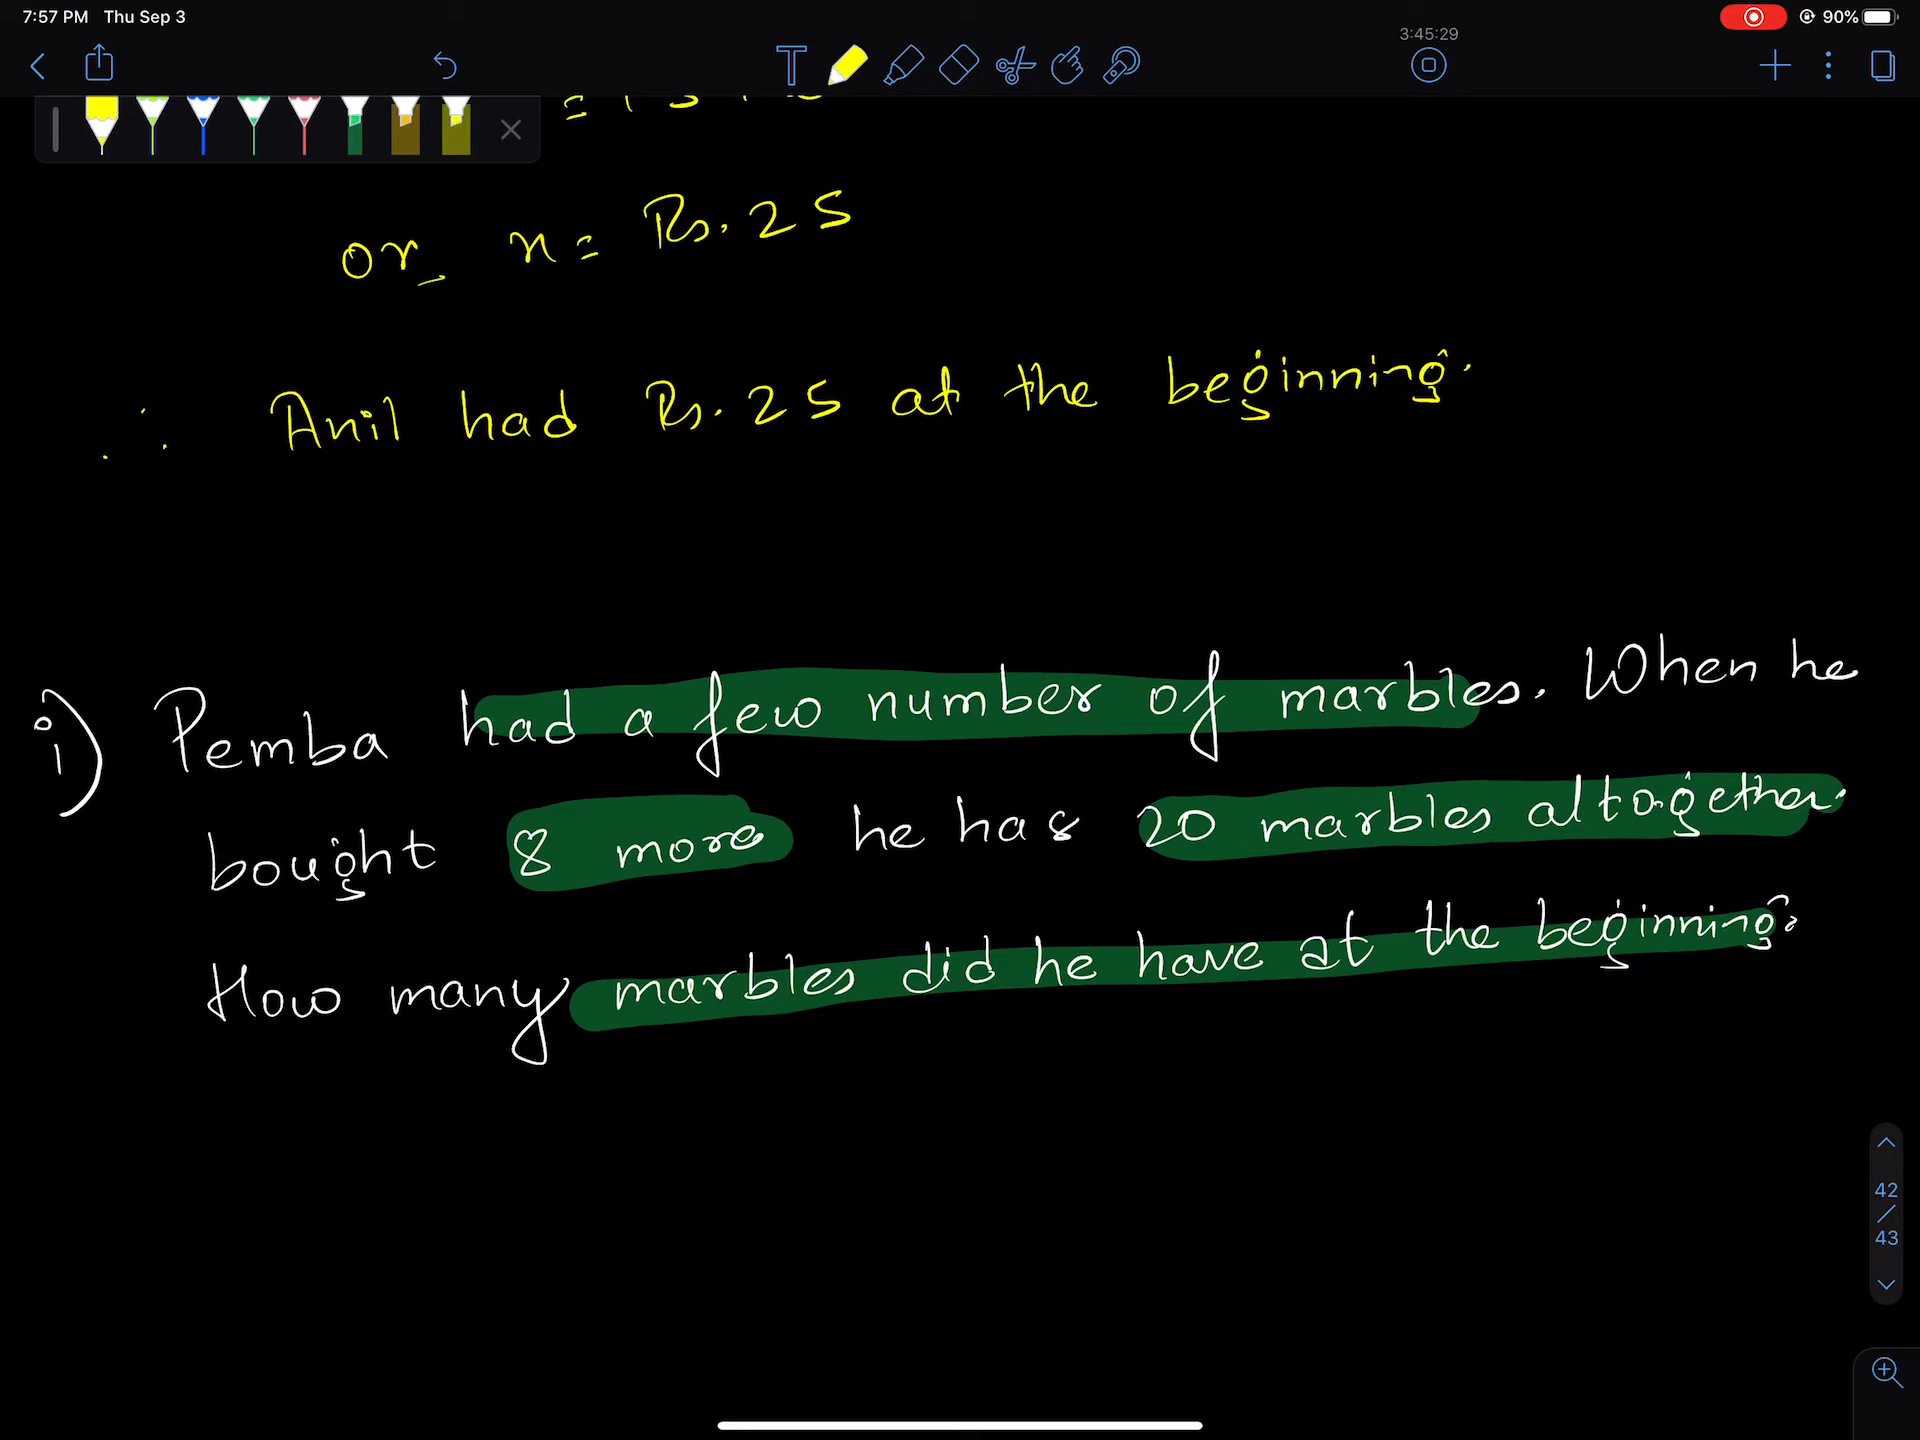 7:57 PM Thu Sep 3
90%
3:45:29
or, x = Rs. 25
∴ Anil had Rs. 25 at the beginning.
i) Pemba had a few number of marbles. When he
bought 8 more he has 20 marbles altogether.
How many marbles did he have at the beginning?
42
/
43